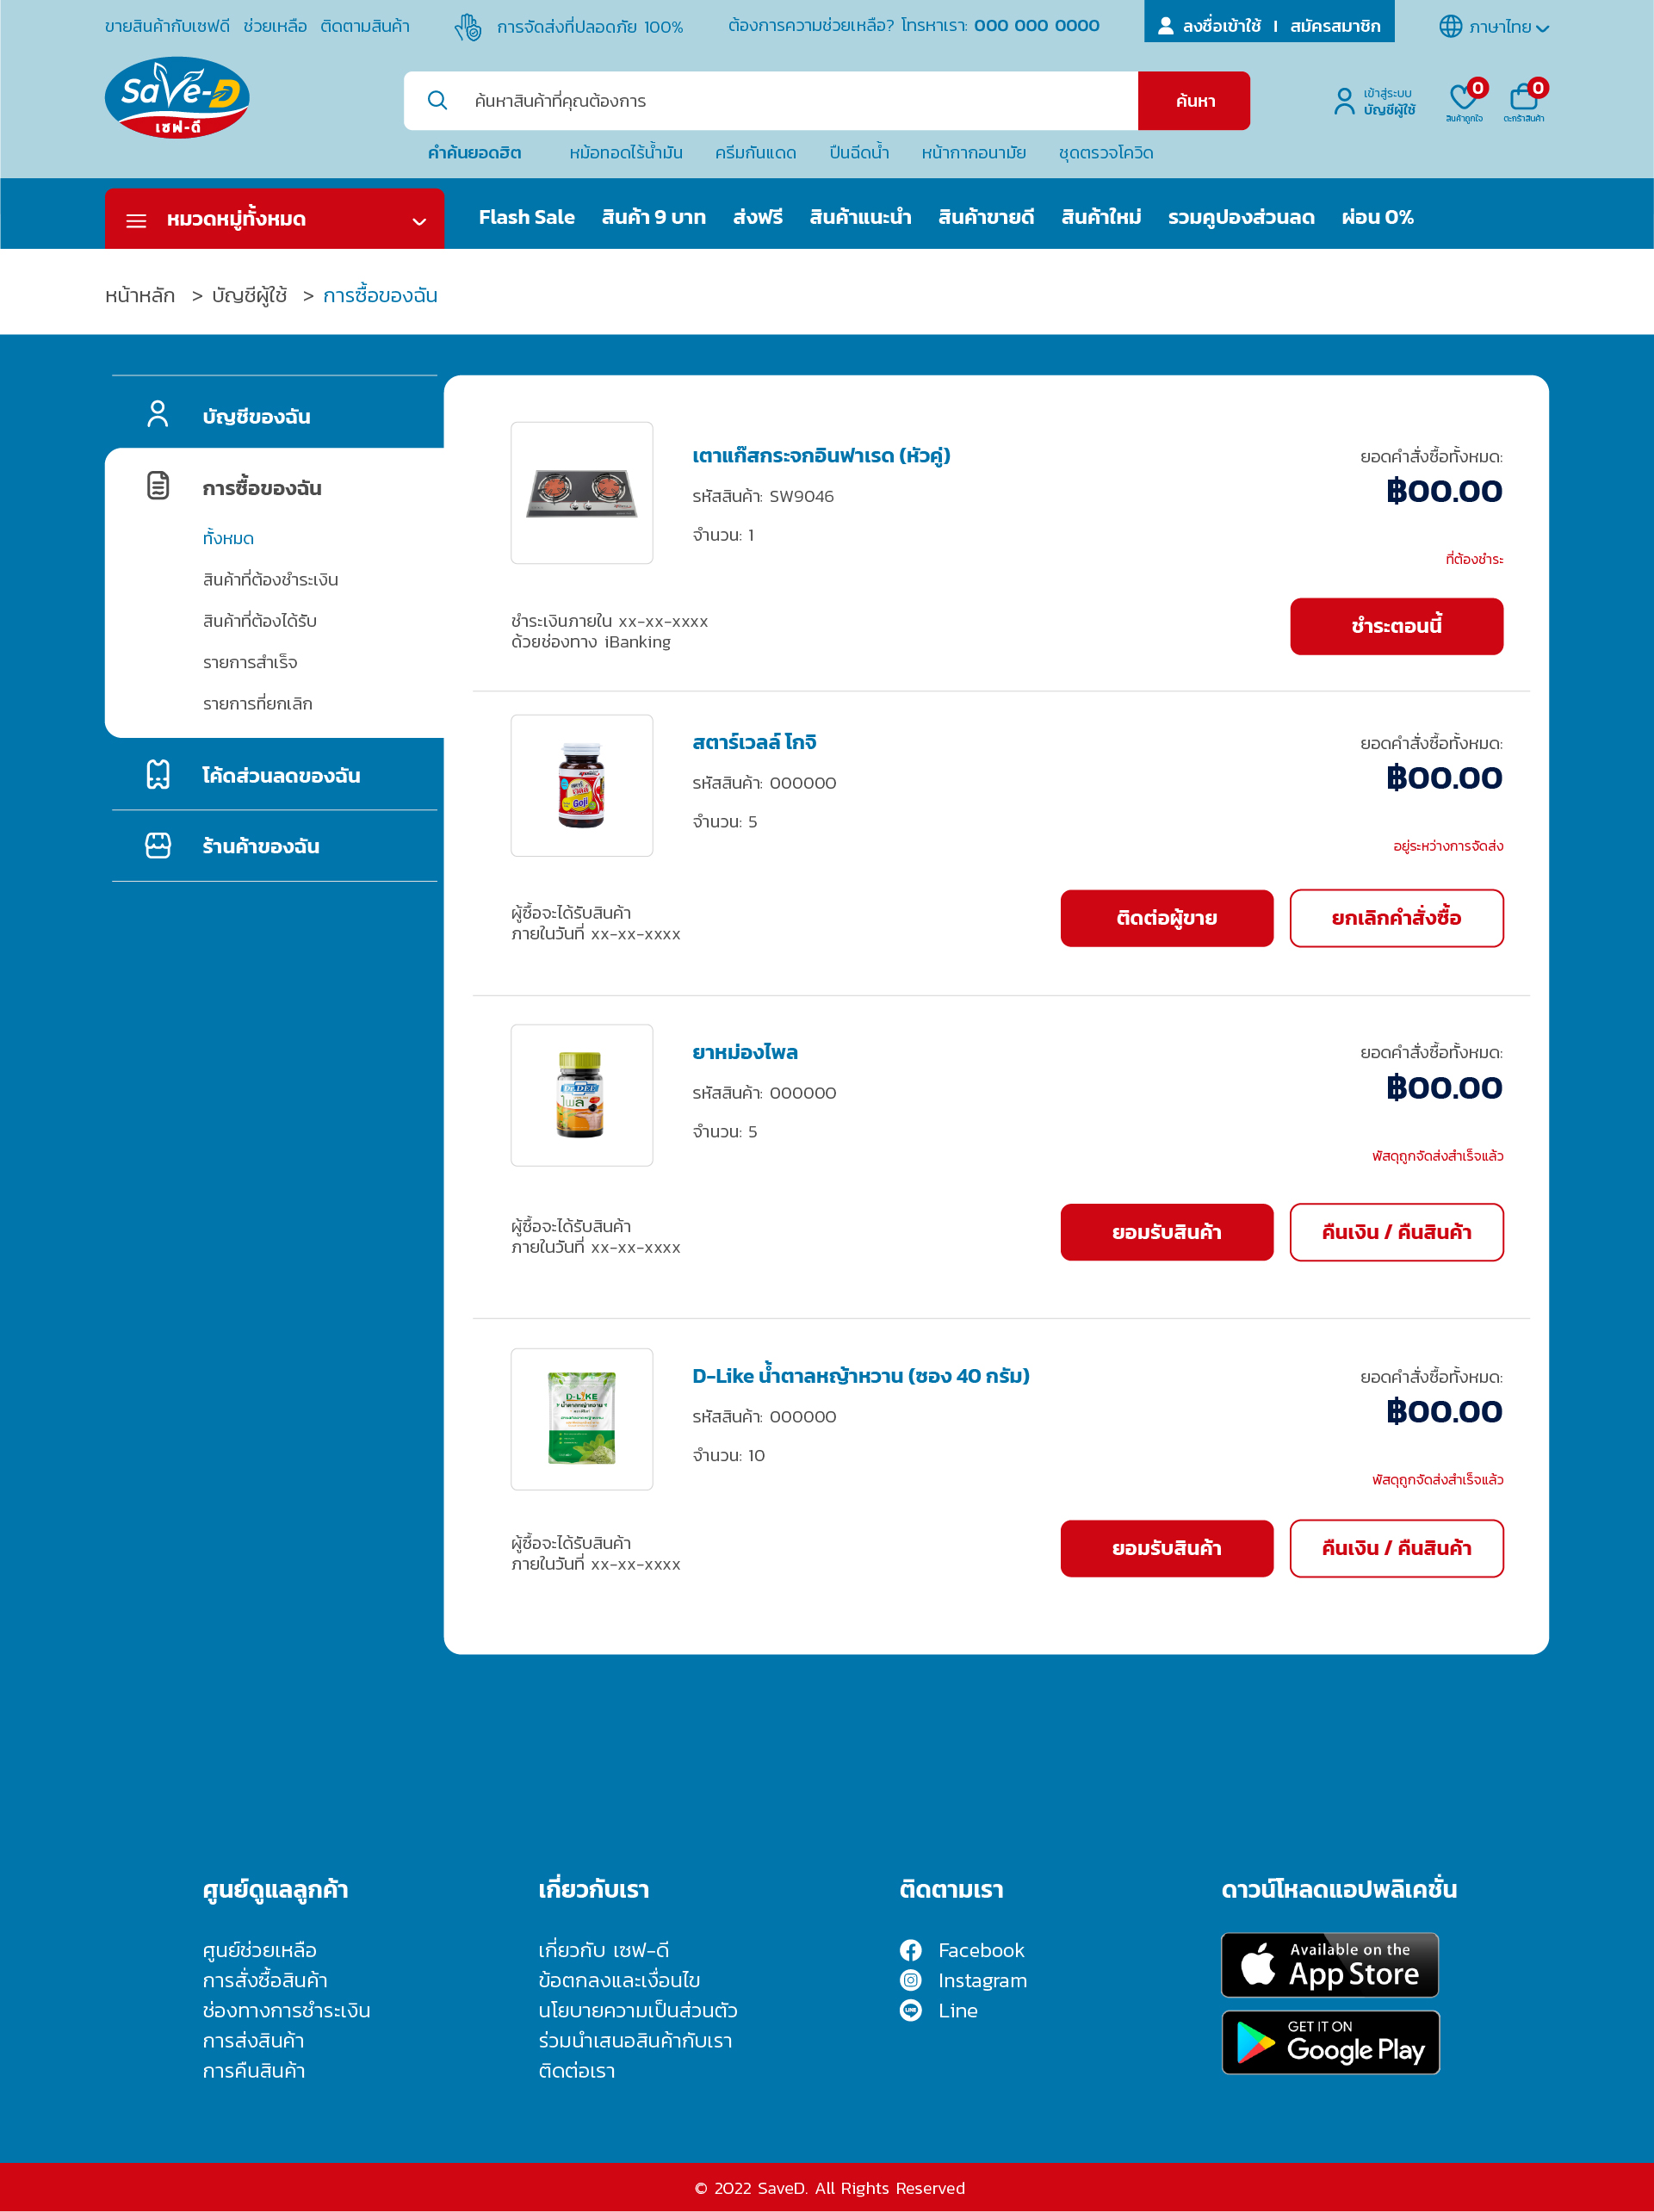 ขายสินค้ากับเซฟดี ช่วยเหลือ ติดตามสินค้า
การจัดส่งที่ปลอดภัย 100%
ต้องการความช่วยเหลือ? โทรหาเรา: 000 000 0000
ลงชื่อเข้าใช้ | สมัครสมาชิก
ภาษาไทย
Save-D
เซฟ-ดี
ค้นหาสินค้าที่คุณต้องการ
ค้นหา
เข้าสู่ระบบ
บัญชีผู้ใช้
0
สินค้าถูกใจ
0
ตะกร้าสินค้า
คำค้นยอดฮิต หม้อทอดไร้น้ำมัน ครีมกันแดด ปืนฉีดน้ำ หน้ากากอนามัย ชุดตรวจโควิด
หมวดหมู่ทั้งหมด
Flash Sale สินค้า 9 บาท ส่งฟรี สินค้าแนะนำ สินค้าขายดี สินค้าใหม่ รวมคูปองส่วนลด ผ่อน 0%
หน้าหลัก > บัญชีผู้ใช้ > การซื้อของฉัน
บัญชีของฉัน
การซื้อของฉัน
ทั้งหมด
สินค้าที่ต้องชำระเงิน
สินค้าที่ต้องได้รับ
รายการสำเร็จ
รายการที่ยกเลิก
โค้ดส่วนลดของฉัน
ร้านค้าของฉัน
เตาแก๊สกระจกอินฟาเรด (หัวคู่)
รหัสสินค้า: SW9046
จำนวน: 1
ยอดคำสั่งซื้อทั้งหมด:
฿00.00
ที่ต้องชำระ
ชำระเงินภายใน xx-xx-xxxx
ด้วยช่องทาง iBanking
ชำระตอนนี้
Goji
สตาร์เวลล์ โกจิ
รหัสสินค้า: 000000
จำนวน: 5
ยอดคำสั่งซื้อทั้งหมด:
฿00.00
อยู่ระหว่างการจัดส่ง
ผู้ซื้อจะได้รับสินค้า
ภายในวันที่ xx-xx-xxxx
ติดต่อผู้ขาย
ยกเลิกคำสั่งซื้อ
ไพล
ยาหม่องไพล
รหัสสินค้า: 000000
จำนวน: 5
ยอดคำสั่งซื้อทั้งหมด:
฿00.00
พัสดุถูกจัดส่งสำเร็จแล้ว
ผู้ซื้อจะได้รับสินค้า
ภายในวันที่ xx-xx-xxxx
ยอมรับสินค้า
คืนเงิน / คืนสินค้า
D-LIKE
น้ำตาลหญ้าหวาน
D-Like น้ำตาลหญ้าหวาน (ซอง 40 กรัม)
รหัสสินค้า: 000000
จำนวน: 10
ยอดคำสั่งซื้อทั้งหมด:
฿00.00
พัสดุถูกจัดส่งสำเร็จแล้ว
ผู้ซื้อจะได้รับสินค้า
ภายในวันที่ xx-xx-xxxx
ยอมรับสินค้า
คืนเงิน / คืนสินค้า
ศูนย์ดูแลลูกค้า
ศูนย์ช่วยเหลือ
การสั่งซื้อสินค้า
ช่องทางการชำระเงิน
การส่งสินค้า
การคืนสินค้า
เกี่ยวกับเรา
เกี่ยวกับ เซฟ-ดี
ข้อตกลงและเงื่อนไข
นโยบายความเป็นส่วนตัว
ร่วมนำเสนอสินค้ากับเรา
ติดต่อเรา
ติดตามเรา
Facebook
Instagram
LINE
Line
ดาวน์โหลดแอปพลิเคชั่น
Available on the
App Store
GET IT ON
Google Play
© 2022 SaveD. All Rights Reserved